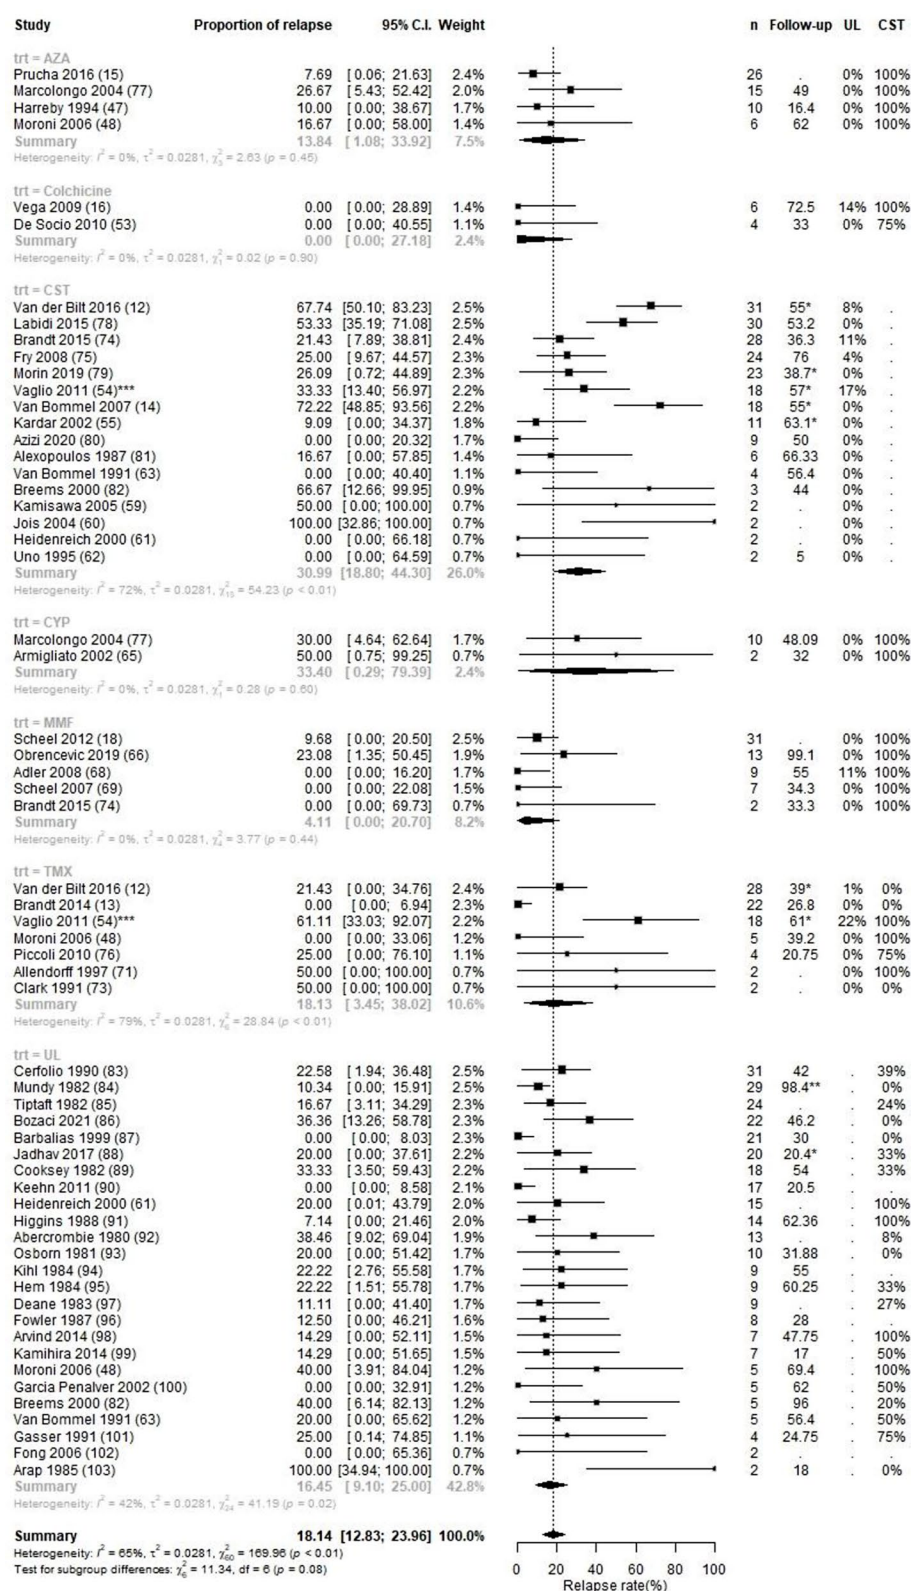 Study Proportion of relapse 95% C.I. Weight n Follow-up UL CST
trt = AZA
Prucha 2016 (15) 7.69 [ 0.06; 21.63] 2.4% 26 . 0% 100%
Marcolongo 2004 (77) 26.67 [ 5.43; 52.42] 2.0% 15 49 0% 100%
Harreby 1994 (47) 10.00 [ 0.00; 38.67] 1.7% 10 16.4 0% 100%
Moroni 2006 (48) 16.67 [ 0.00; 58.00] 1.4% 6 62 0% 100%
Summary 13.84 [ 1.08; 33.92] 7.5%
Heterogeneity: I² = 0%, τ² = 0.0281, χ²₃ = 2.63 (p = 0.45)
trt = Colchicine
Vega 2009 (16) 0.00 [ 0.00; 28.89] 1.4% 6 72.5 14% 100%
De Socio 2010 (53) 0.00 [ 0.00; 40.55] 1.1% 4 33 0% 75%
Summary 0.00 [ 0.00; 27.18] 2.4%
Heterogeneity: I² = 0%, τ² = 0.0281, χ²₁ = 0.02 (p = 0.90)
trt = CST
Van der Bilt 2016 (12) 67.74 [50.10; 83.23] 2.5% 31 55* 8% .
Labidi 2015 (78) 53.33 [35.19; 71.08] 2.5% 30 53.2 0% .
Brandt 2015 (74) 21.43 [ 7.89; 38.81] 2.4% 28 36.3 11% .
Fry 2008 (75) 25.00 [ 9.67; 44.57] 2.3% 24 76 4% .
Morin 2019 (79) 26.09 [ 0.72; 44.89] 2.3% 23 38.7* 0% .
Vaglio 2011 (54)*** 33.33 [13.40; 56.97] 2.2% 18 57* 17% .
Van Bommel 2007 (14) 72.22 [48.85; 93.56] 2.2% 18 55* 0% .
Kardar 2002 (55) 9.09 [ 0.00; 34.37] 1.8% 11 63.1* 0% .
Azizi 2020 (80) 0.00 [ 0.00; 20.32] 1.7% 9 50 0% .
Alexopoulos 1987 (81) 16.67 [ 0.00; 57.85] 1.4% 6 66.33 0% .
Van Bommel 1991 (63) 0.00 [ 0.00; 40.40] 1.1% 4 56.4 0% .
Breems 2000 (82) 66.67 [12.66; 99.95] 0.9% 3 44 0% .
Kamisawa 2005 (59) 50.00 [ 0.00; 100.00] 0.7% 2 . 0% .
Jois 2004 (60) 100.00 [32.86; 100.00] 0.7% 2 . 0% .
Heidenreich 2000 (61) 0.00 [ 0.00; 66.18] 0.7% 2 . 0% .
Uno 1995 (62) 0.00 [ 0.00; 64.59] 0.7% 2 5 0% .
Summary 30.99 [18.80; 44.30] 26.0%
Heterogeneity: I² = 72%, τ² = 0.0281, χ²₁₅ = 54.23 (p < 0.01)
trt = CYP
Marcolongo 2004 (77) 30.00 [ 4.64; 62.64] 1.7% 10 48.09 0% 100%
Armigliato 2002 (65) 50.00 [ 0.75; 99.25] 0.7% 2 32 0% 100%
Summary 33.40 [ 0.29; 79.39] 2.4%
Heterogeneity: I² = 0%, τ² = 0.0281, χ²₁ = 0.28 (p = 0.60)
trt = MMF
Scheel 2012 (18) 9.68 [ 0.00; 20.50] 2.5% 31 . 0% 100%
Obrencevic 2019 (66) 23.08 [ 1.35; 50.45] 1.9% 13 99.1 0% 100%
Adler 2008 (68) 0.00 [ 0.00; 16.20] 1.7% 9 55 11% 100%
Scheel 2007 (69) 0.00 [ 0.00; 22.08] 1.5% 7 34.3 0% 100%
Brandt 2015 (74) 0.00 [ 0.00; 69.73] 0.7% 2 33.3 0% 100%
Summary 4.11 [ 0.00; 20.70] 8.2%
Heterogeneity: I² = 0%, τ² = 0.0281, χ²₄ = 3.77 (p = 0.44)
trt = TMX
Van der Bilt 2016 (12) 21.43 [ 0.00; 34.76] 2.4% 28 39* 1% 0%
Brandt 2014 (13) 0.00 [ 0.00; 6.94] 2.3% 22 26.8 0% 0%
Vaglio 2011 (54)*** 61.11 [33.03; 92.07] 2.2% 18 61* 22% 100%
Moroni 2006 (48) 0.00 [ 0.00; 33.06] 1.2% 5 39.2 0% 100%
Piccoli 2010 (76) 25.00 [ 0.00; 76.10] 1.1% 4 20.75 0% 75%
Allendorff 1997 (71) 50.00 [ 0.00; 100.00] 0.7% 2 . 0% 100%
Clark 1991 (73) 50.00 [ 0.00; 100.00] 0.7% 2 . 0% 0%
Summary 18.13 [ 3.45; 38.02] 10.6%
Heterogeneity: I² = 79%, τ² = 0.0281, χ²₆ = 28.84 (p < 0.01)
trt = UL
Cerfolio 1990 (83) 22.58 [ 1.94; 36.48] 2.5% 31 42 . 39%
Mundy 1982 (84) 10.34 [ 0.00; 15.91] 2.5% 29 98.4** . 0%
Tiptaft 1982 (85) 16.67 [ 3.11; 34.29] 2.3% 24 . . 24%
Bozaci 2021 (86) 36.36 [13.26; 58.78] 2.3% 22 46.2 . 0%
Barbalias 1999 (87) 0.00 [ 0.00; 8.03] 2.3% 21 30 . 0%
Jadhav 2017 (88) 20.00 [ 0.00; 37.61] 2.2% 20 20.4* . 33%
Cooksey 1982 (89) 33.33 [ 3.50; 59.43] 2.2% 18 54 . 33%
Keehn 2011 (90) 0.00 [ 0.00; 8.58] 2.1% 17 20.5 . .
Heidenreich 2000 (61) 20.00 [ 0.01; 43.79] 2.0% 15 . . 100%
Higgins 1988 (91) 7.14 [ 0.00; 21.46] 2.0% 14 62.36 . 100%
Abercrombie 1980 (92) 38.46 [ 9.02; 69.04] 1.9% 13 . . 8%
Osborn 1981 (93) 20.00 [ 0.00; 51.42] 1.7% 10 31.88 . 0%
Kihl 1984 (94) 22.22 [ 2.76; 55.58] 1.7% 9 55 . .
Hem 1984 (95) 22.22 [ 1.51; 55.78] 1.7% 9 60.25 . 33%
Deane 1983 (97) 11.11 [ 0.00; 41.40] 1.7% 9 . . 27%
Fowler 1987 (96) 12.50 [ 0.00; 46.21] 1.6% 8 28 . .
Arvind 2014 (98) 14.29 [ 0.00; 52.11] 1.5% 7 47.75 . 100%
Kamihira 2014 (99) 14.29 [ 0.00; 51.65] 1.5% 7 17 . 50%
Moroni 2006 (48) 40.00 [ 3.91; 84.04] 1.2% 5 69.4 . 100%
Garcia Penalver 2002 (100) 0.00 [ 0.00; 32.91] 1.2% 5 62 . 50%
Breems 2000 (82) 40.00 [ 6.14; 82.13] 1.2% 5 96 . 20%
Van Bommel 1991 (63) 20.00 [ 0.00; 65.62] 1.2% 5 56.4 . 50%
Gasser 1991 (101) 25.00 [ 0.14; 74.85] 1.1% 4 24.75 . 75%
Fong 2006 (102) 0.00 [ 0.00; 65.36] 0.7% 2 . . .
Arap 1985 (103) 100.00 [34.94; 100.00] 0.7% 2 18 . 0%
Summary 16.45 [ 9.10; 25.00] 42.8%
Heterogeneity: I² = 42%, τ² = 0.0281, χ²₂₄ = 41.19 (p = 0.02)
Summary 18.14 [12.83; 23.96] 100.0%
Heterogeneity: I² = 65%, τ² = 0.0281, χ²₆₀ = 169.96 (p < 0.01)
Test for subgroup differences: χ²₆ = 11.34, df = 6 (p = 0.08)
0 20 40 60 80 100
Relapse rate(%)